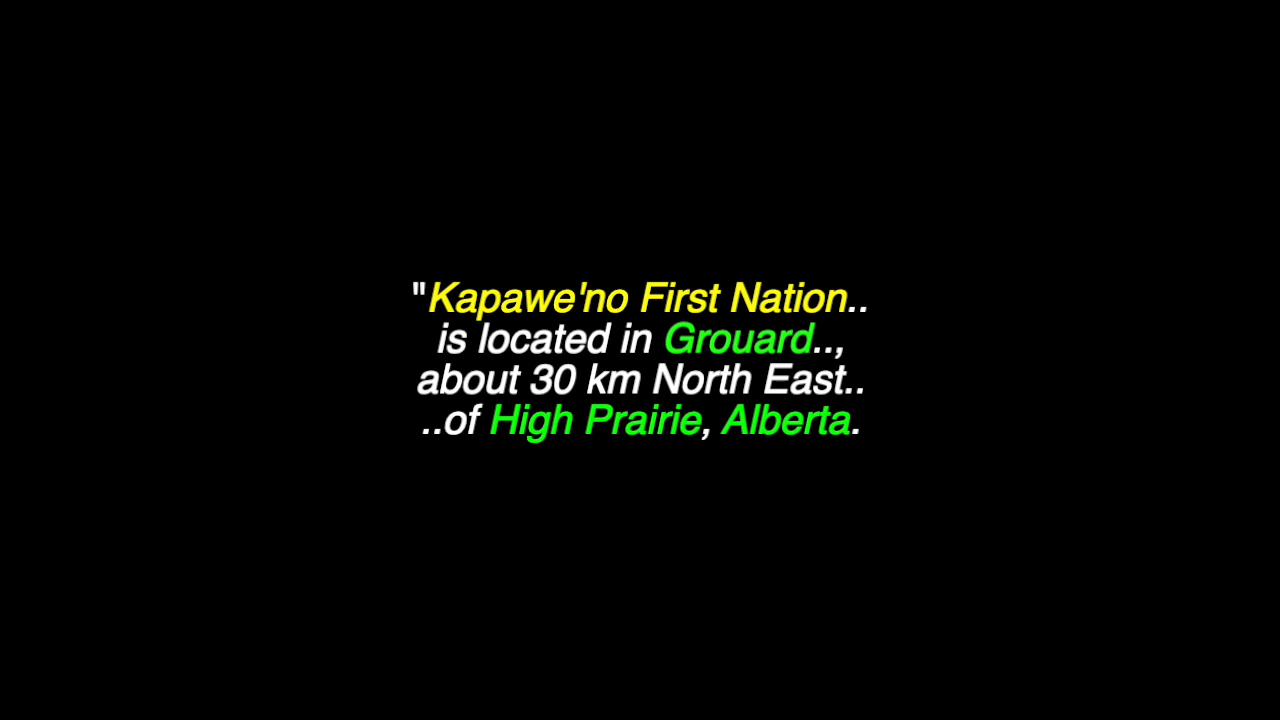 "Kapawe'no First Nation..
is located in Grouard..,
about 30 km North East..
..of High Prairie, Alberta.